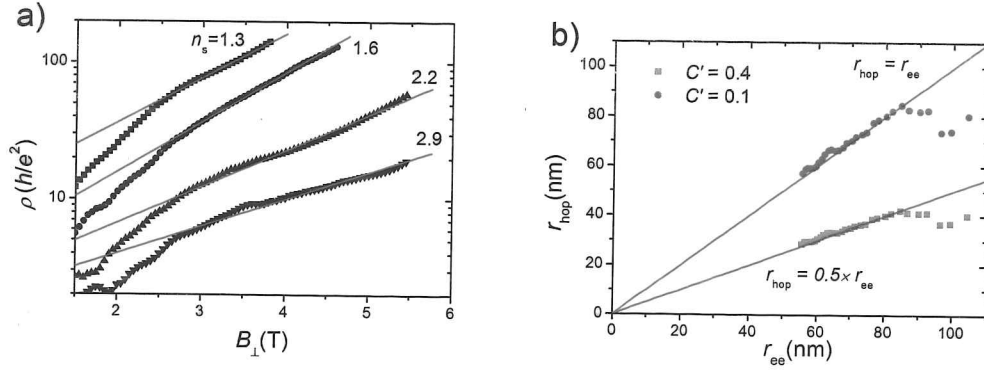 a)
100
10
ρ (h/e²)
nₛ=1.3
1.6
2.2
2.9
2 3 4 5 6
B⊥(T)
b)
C' = 0.4
C' = 0.1
r_hop = r_ee
r_hop = 0.5× r_ee
100
80
60
40
20
0
r_hop(nm)
0 20 40 60 80 100
r_ee(nm)